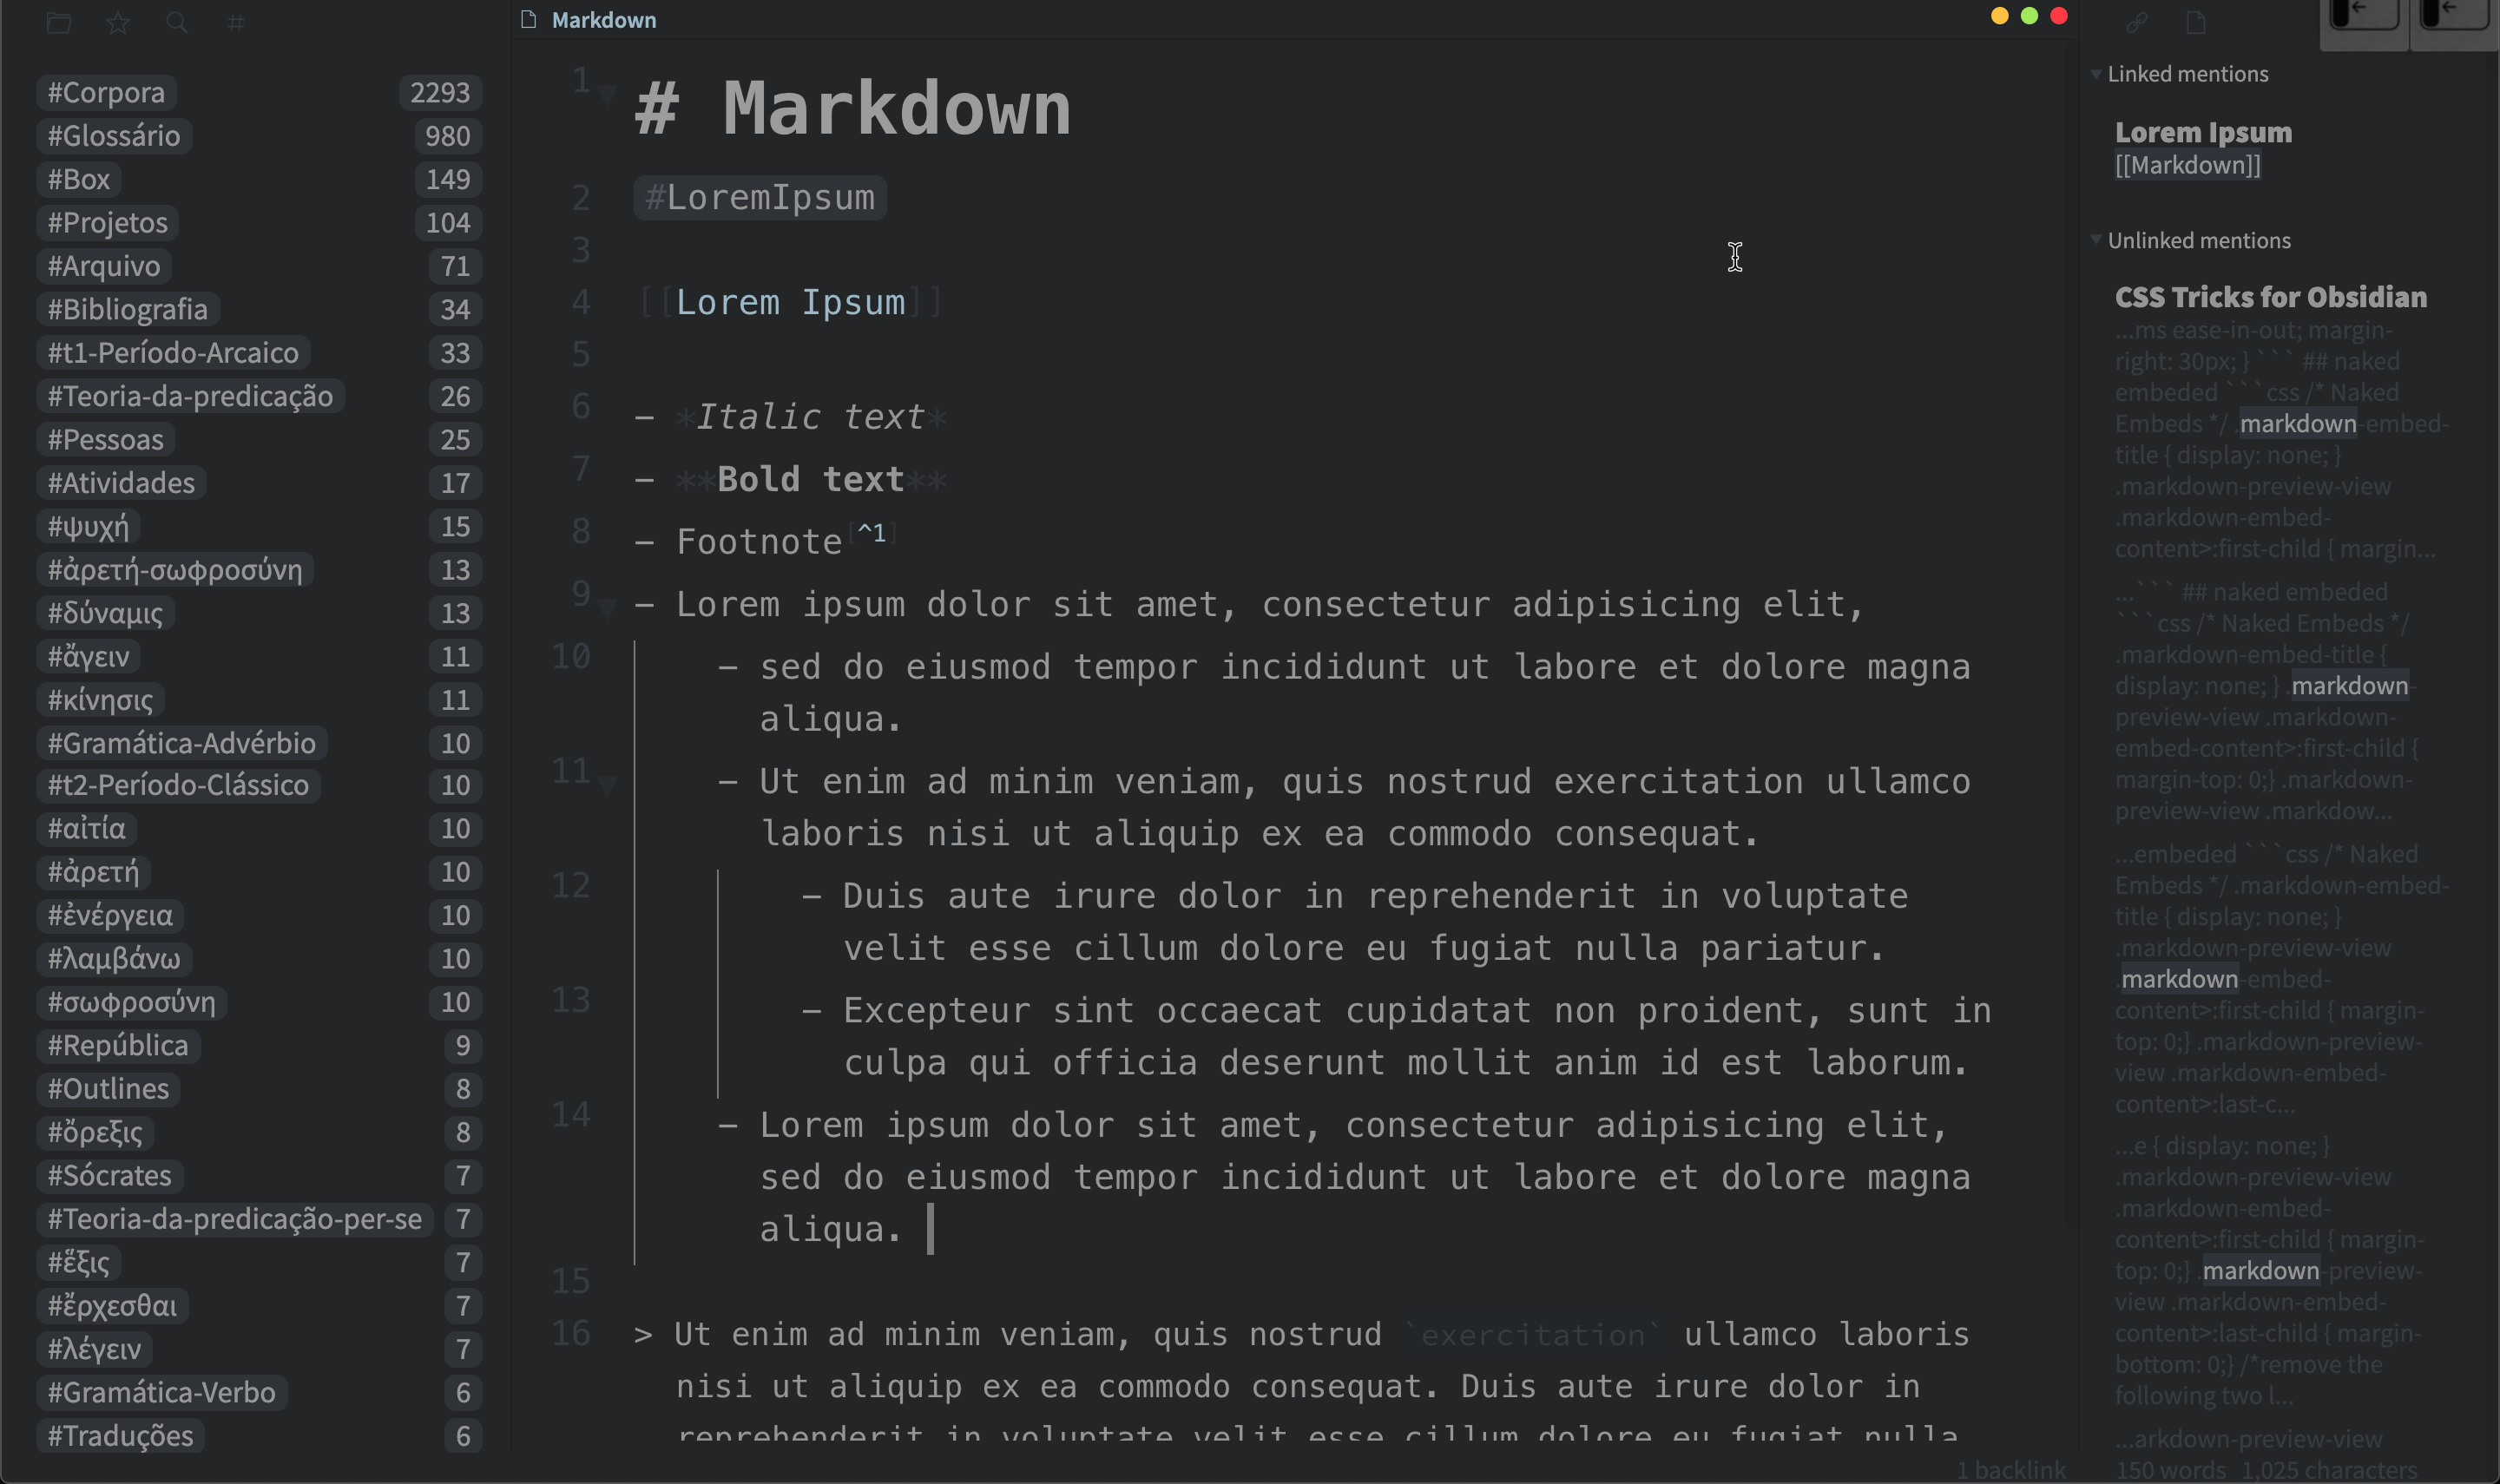 #Corpora 2293
#Glossário 980
#Box 149
#Projetos 104
#Arquivo 71
#Bibliografia 34
#t1-Período-Arcaico 33
#Teoria-da-predicação 26
#Pessoas 25
#Atividades 17
#ψυχή 15
#ἀρετή-σωφροσύνη 13
#δύναμις 13
#ἄγειν 11
#κίνησις 11
#Gramática-Advérbio 10
#t2-Período-Clássico 10
#αἰτία 10
#ἀρετή 10
#ἐνέργεια 10
#λαμβάνω 10
#σωφροσύνη 10
#República 9
#Outlines 8
#ὄρεξις 8
#Sócrates 7
#Teoria-da-predicação-per-se 7
#ἕξις 7
#ἔρχεσθαι 7
#λέγειν 7
#Gramática-Verbo 6
#Traduções 6
Markdown
1 # Markdown
2 #LoremIpsum
3
4 [[Lorem Ipsum]]
5
6 – *Italic text*
7 – **Bold text**
8 – Footnote[^1]
9 – Lorem ipsum dolor sit amet, consectetur adipisicing elit,
10 – sed do eiusmod tempor incididunt ut labore et dolore magna
aliqua.
11 – Ut enim ad minim veniam, quis nostrud exercitation ullamco
laboris nisi ut aliquip ex ea commodo consequat.
12 – Duis aute irure dolor in reprehenderit in voluptate
velit esse cillum dolore eu fugiat nulla pariatur.
13 – Excepteur sint occaecat cupidatat non proident, sunt in
culpa qui officia deserunt mollit anim id est laborum.
14 – Lorem ipsum dolor sit amet, consectetur adipisicing elit,
sed do eiusmod tempor incididunt ut labore et dolore magna
aliqua.
15
16 > Ut enim ad minim veniam, quis nostrud `exercitation` ullamco laboris
nisi ut aliquip ex ea commodo consequat. Duis aute irure dolor in
reprehenderit in voluptate velit esse cillum dolore eu fugiat nulla
1 backlink
Linked mentions
Lorem Ipsum
[[Markdown]]
Unlinked mentions
CSS Tricks for Obsidian
...ms ease-in-out; margin-
right: 30px; } ``` ## naked
embeded ```css /* Naked
Embeds */ .markdown-embed-
title { display: none; }
.markdown-preview-view
.markdown-embed-
content>:first-child { margin...
...``` ## naked embeded
```css /* Naked Embeds */
.markdown-embed-title {
display: none; } .markdown-
preview-view .markdown-
embed-content>:first-child {
margin-top: 0;} .markdown-
preview-view .markdow...
...embeded ```css /* Naked
Embeds */ .markdown-embed-
title { display: none; }
.markdown-preview-view
.markdown-embed-
content>:first-child { margin-
top: 0;} .markdown-preview-
view .markdown-embed-
content>:last-c...
...e { display: none; }
.markdown-preview-view
.markdown-embed-
content>:first-child { margin-
top: 0;} .markdown-preview-
view .markdown-embed-
content>:last-child { margin-
bottom: 0;} /*remove the
following two l...
...arkdown-preview-view
150 words 1,025 characters